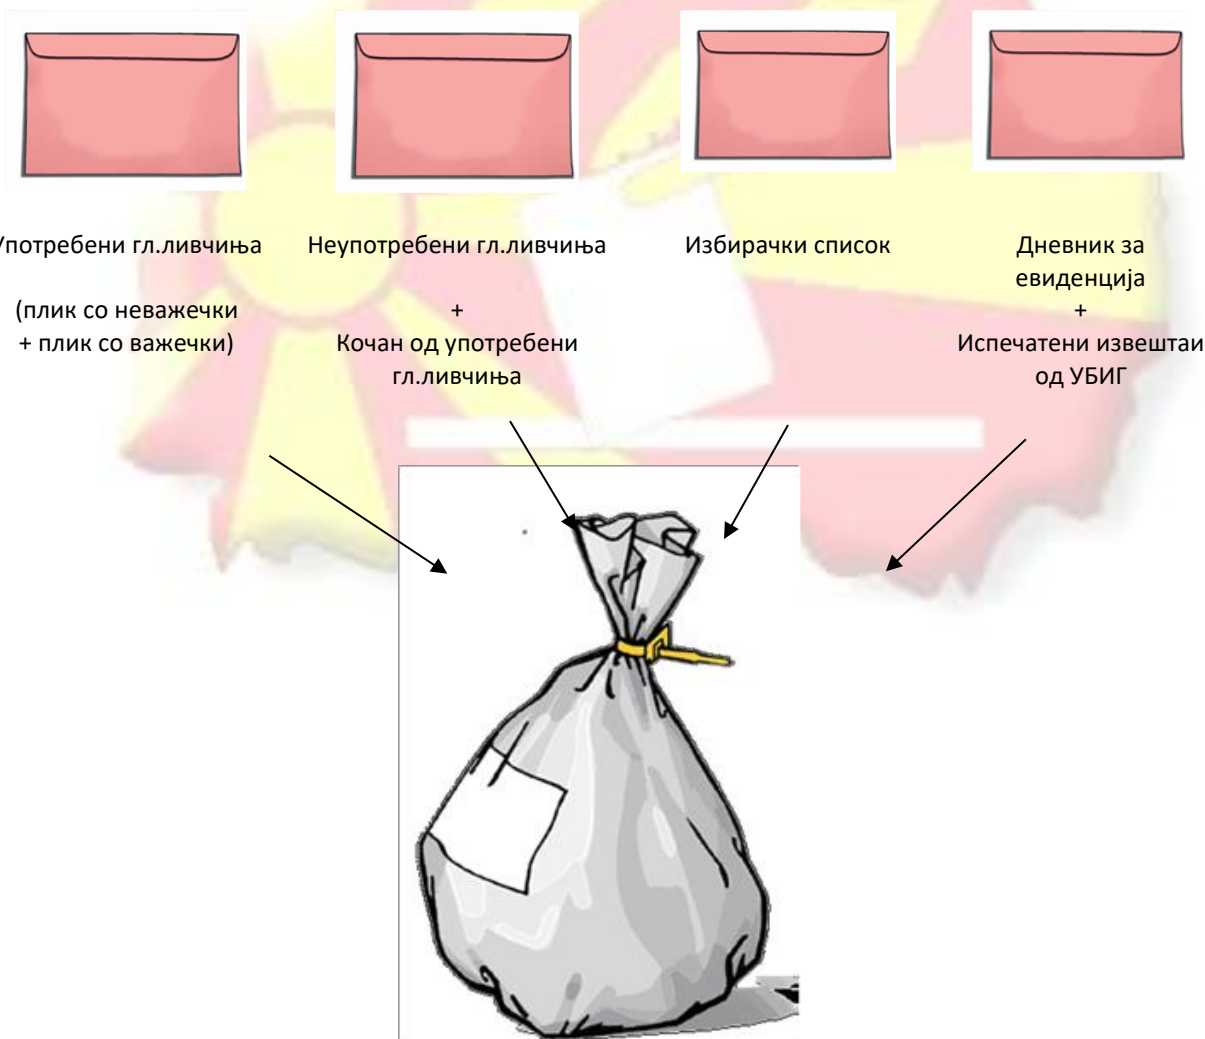 Употребени гл.ливчиња
(плик со неважечки
+ плик со важечки)
Неупотребени гл.ливчиња
+
Кочан од употребени
гл.ливчиња
Избирачки список
Дневник за
евиденција
+
Испечатени извештаи
од УБИГ